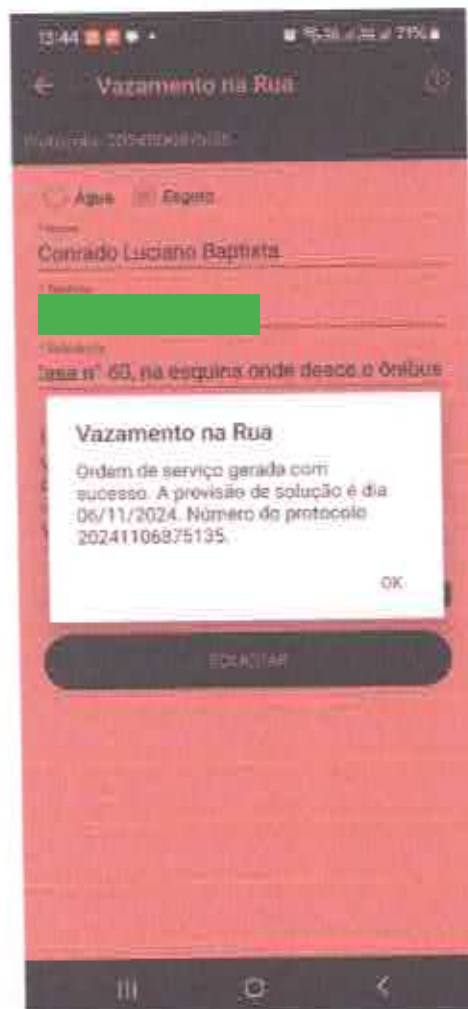 13:44
71%
Vazamento na Rua
Água Esgoto
Conrado Luciano Baptista
asa n° 60, na esquina onde desce o ônibus
Vazamento na Rua
Ordem de serviço gerada com
sucesso. A previsão de solução é dia
06/11/2024. Número do protocolo
20241106875135.
OK
SOLICITAR